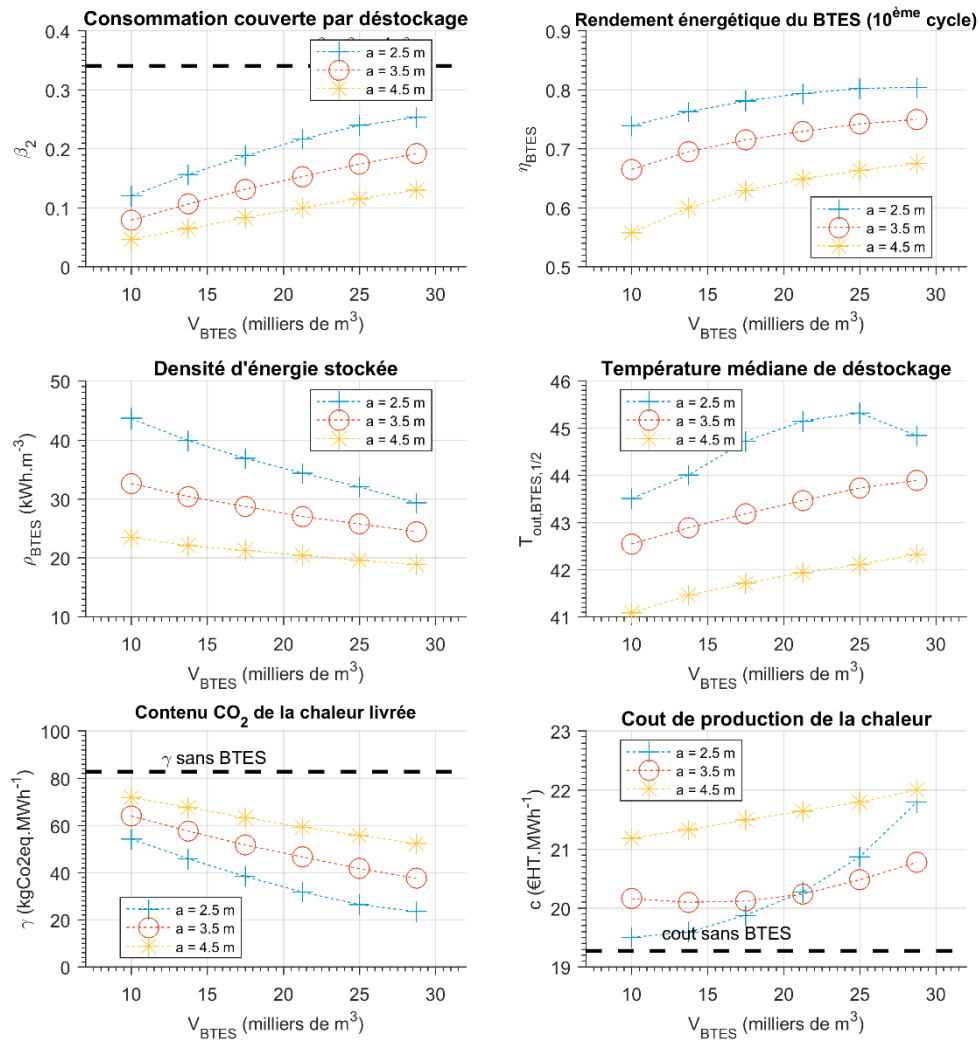 Consommation couverte par déstockage
0.4
0.3
0.2
0.1
0
β2
a = 2.5 m
a = 3.5 m
a = 4.5 m
10 15 20 25 30
VBTES (milliers de m3)
Rendement énergétique du BTES (10ème cycle)
0.9
0.8
0.7
0.6
0.5
ηBTES
a = 2.5 m
a = 3.5 m
a = 4.5 m
10 15 20 25 30
VBTES (milliers de m3)
Densité d'énergie stockée
50
40
30
20
10
ρBTES (kWh.m-3)
a = 2.5 m
a = 3.5 m
a = 4.5 m
10 15 20 25 30
VBTES (milliers de m3)
Température médiane de déstockage
46
45
44
43
42
41
Tout,BTES,1/2
a = 2.5 m
a = 3.5 m
a = 4.5 m
10 15 20 25 30
VBTES (milliers de m3)
Contenu CO2 de la chaleur livrée
100
80
60
40
20
0
γ (kgCo2eq.MWh-1)
γ sans BTES
a = 2.5 m
a = 3.5 m
a = 4.5 m
10 15 20 25 30
VBTES (milliers de m3)
Cout de production de la chaleur
23
22
21
20
19
c (€HT.MWh-1)
a = 2.5 m
a = 3.5 m
a = 4.5 m
cout sans BTES
10 15 20 25 30
VBTES (milliers de m3)